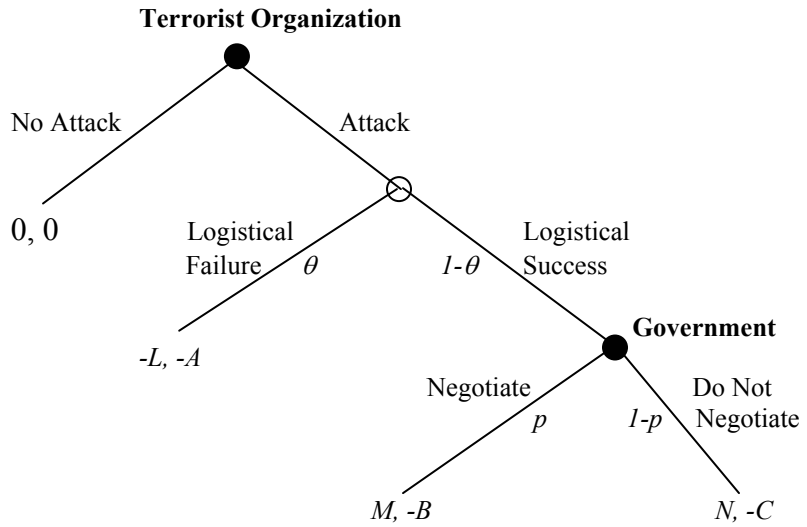 Terrorist Organization
No Attack
Attack
0, 0
Logistical
Failure
θ
1-θ
Logistical
Success
-L, -A
Government
Negotiate
p
1-p
Do Not
Negotiate
M, -B
N, -C